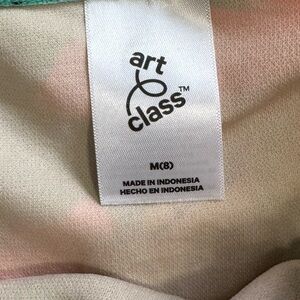 art
class™
M(8)
MADE IN INDONESIA
HECHO EN INDONESIA